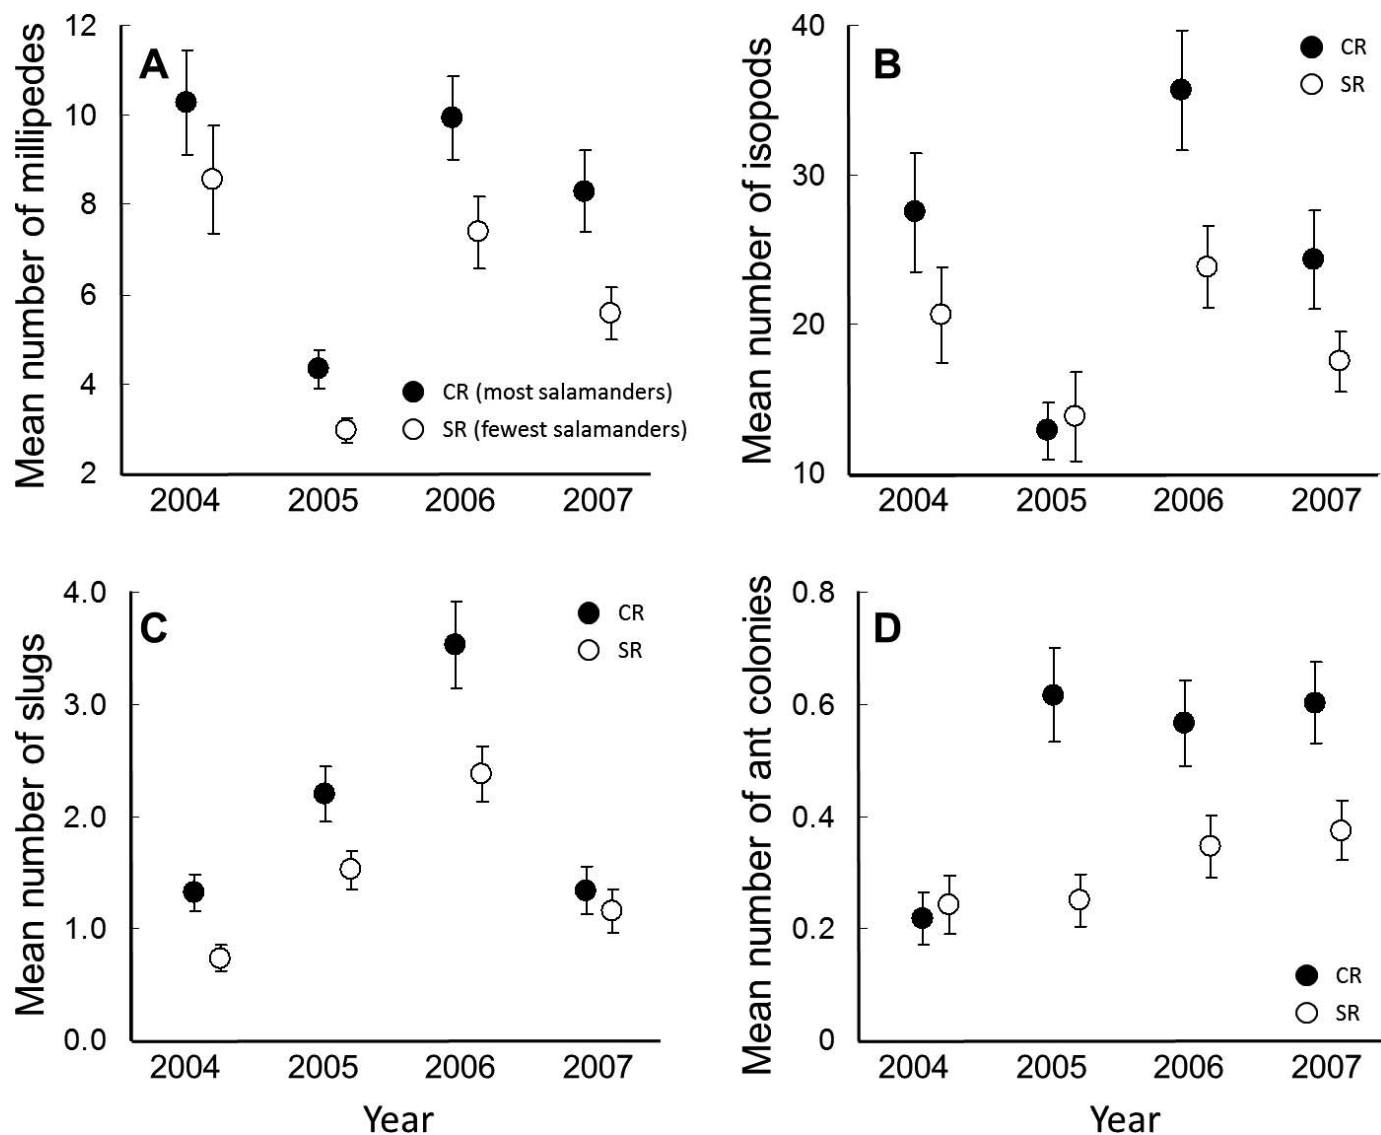 Mean number of millipedes
12
10
8
6
4
2
A
CR (most salamanders)
SR (fewest salamanders)
2004 2005 2006 2007
Mean number of isopods
40
30
20
10
B
CR
SR
2004 2005 2006 2007
Mean number of slugs
4.0
3.0
2.0
1.0
0.0
C
CR
SR
2004 2005 2006 2007
Year
Mean number of ant colonies
0.8
0.6
0.4
0.2
0
D
CR
SR
2004 2005 2006 2007
Year